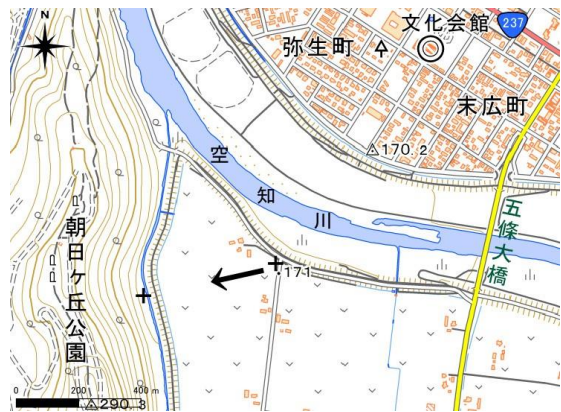 N
文化会館
237
弥生町
末広町
170.2
空知川
五條大橋
171
朝日ヶ丘公園
0 200 400 m
290.3